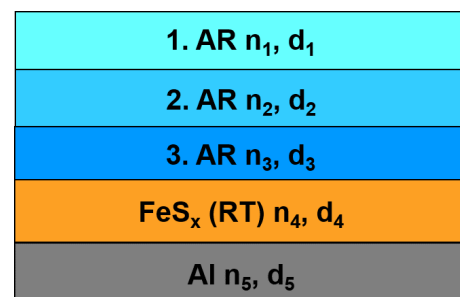 1. AR n₁, d₁
2. AR n₂, d₂
3. AR n₃, d₃
FeSₓ (RT) n₄, d₄
Al n₅, d₅